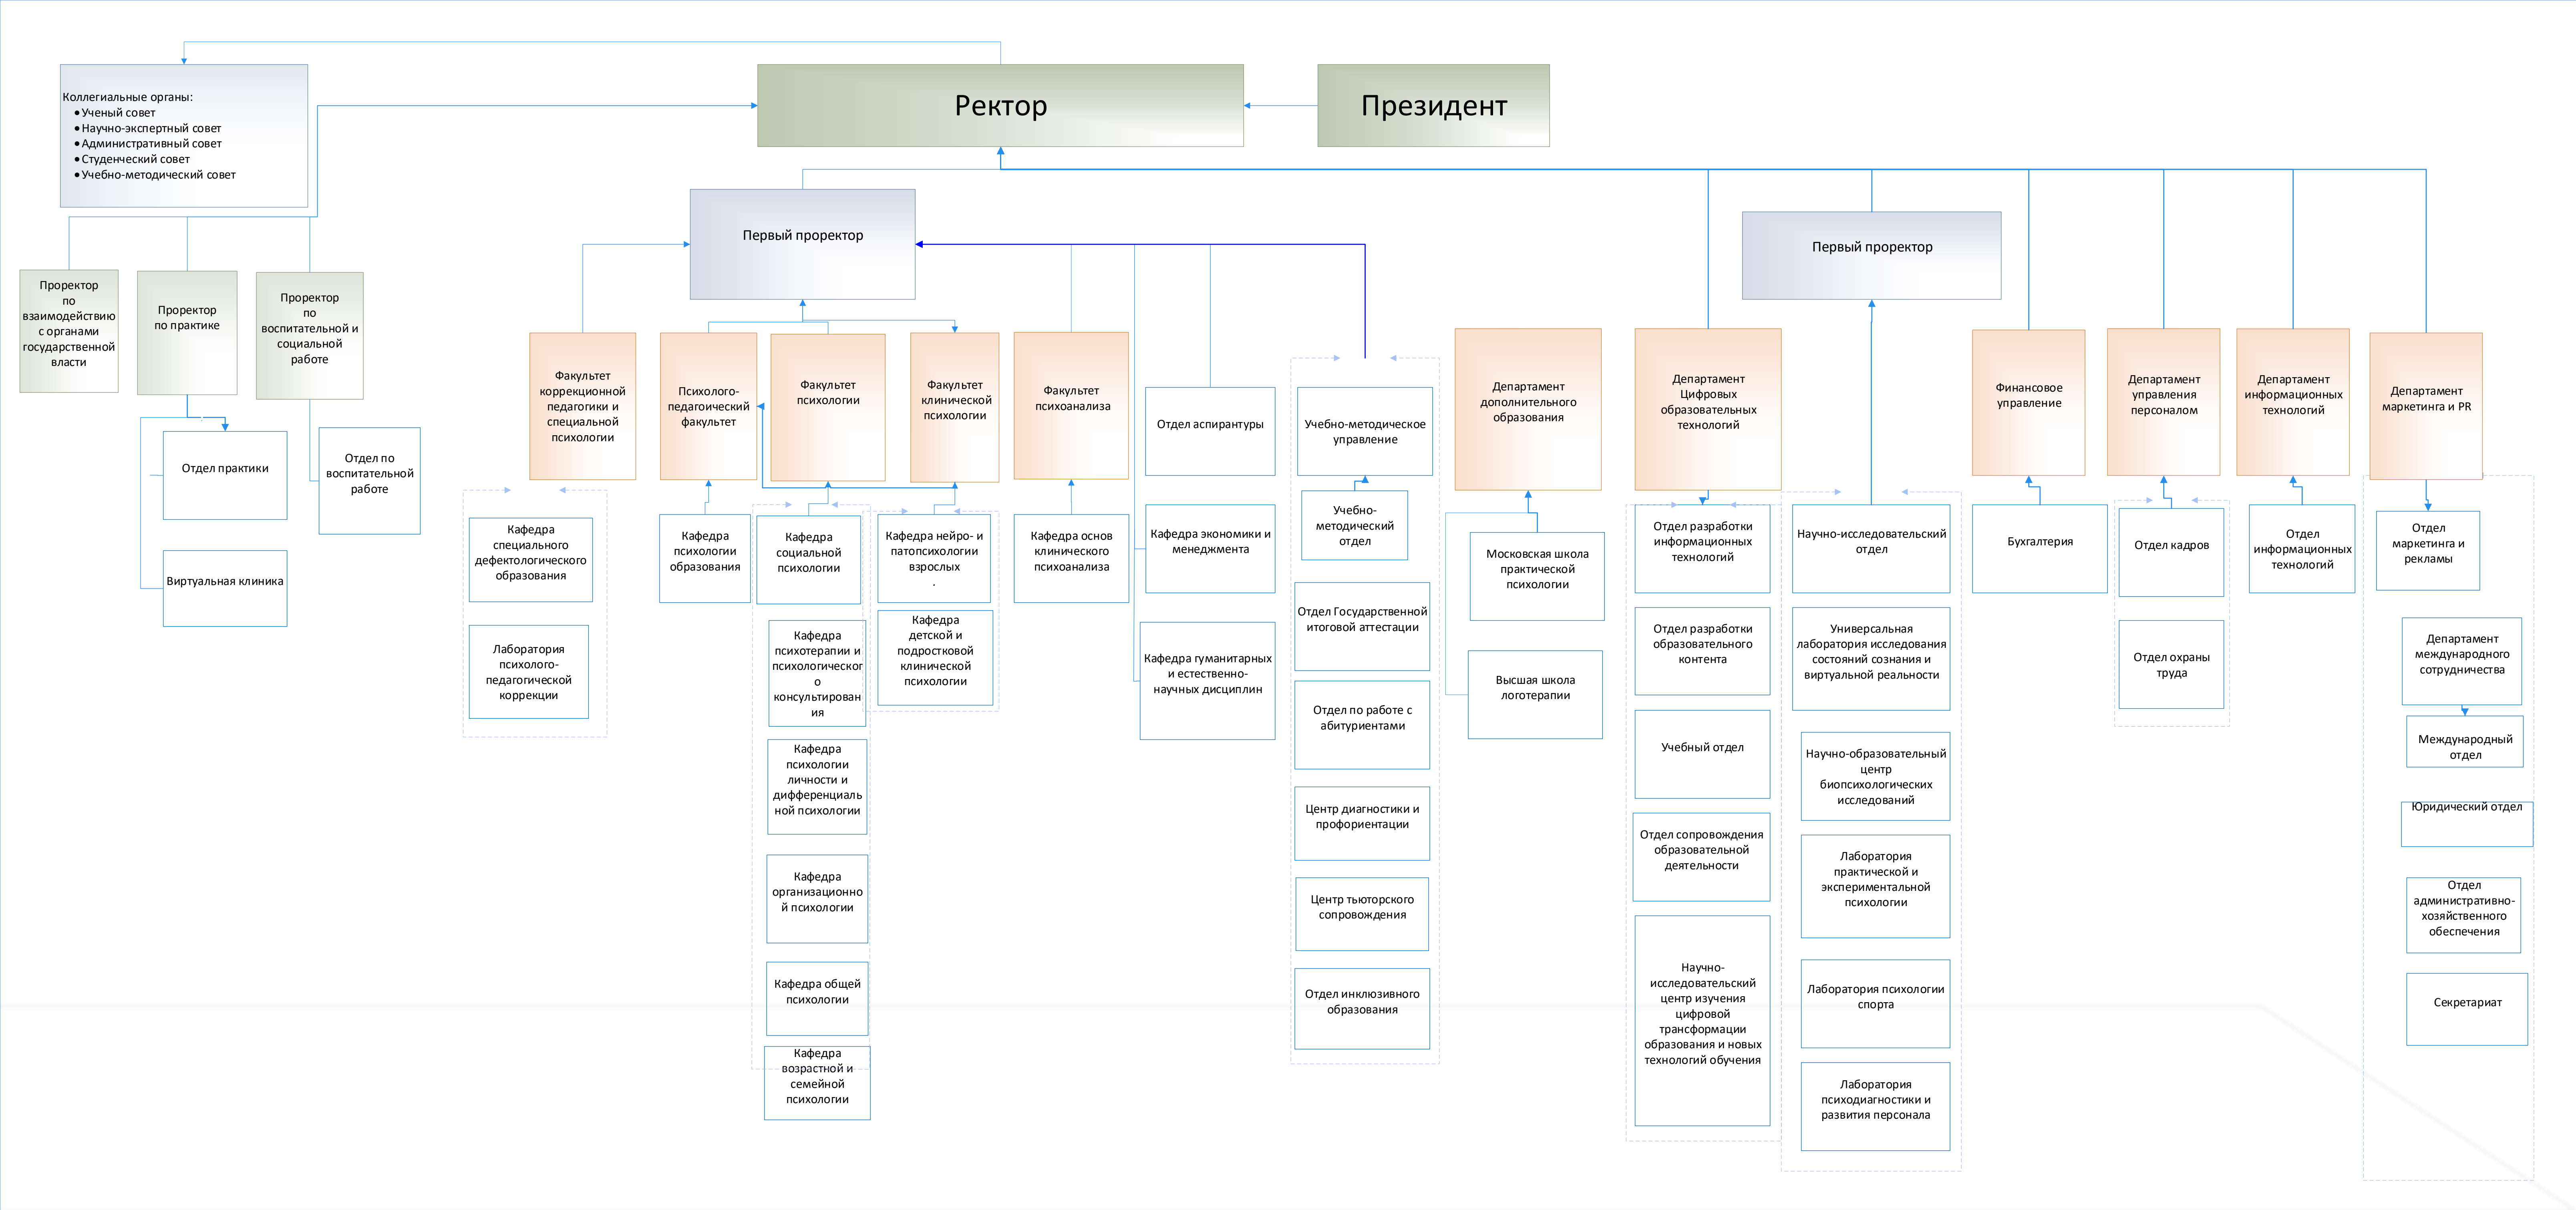 Ректор
Президент
Коллегиальные органы:
• Ученый совет
• Научно-экспертный совет
• Административный совет
• Студенческий совет
• Учебно-методический совет
Первый проректор
Первый проректор
Проректор
по
взаимодействию
с органами
государственной
власти
Проректор
по практике
Проректор
по
воспитательной и
социальной
работе
Факультет
коррекционной
педагогики и
специальной
психологии
Психолого-
педагоический
факультет
Факультет
психологии
Факультет
клинической
психологии
Факультет
психоанализа
Отдел аспирантуры
Учебно-методическое
управление
Департамент
дополнительного
образования
Департамент
Цифровых
образовательных
технологий
Финансовое
управление
Департамент
управления
персоналом
Департамент
информационных
технологий
Департамент
маркетинга и PR
Отдел практики
Отдел по
воспитательной
работе
Виртуальная клиника
Кафедра
специального
дефектологического
образования
Лаборатория
психолого-
педагогической
коррекции
Кафедра
психологии
образования
Кафедра
социальной
психологии
Кафедра
психотерапии и
психологическог
о
консультирован
ия
Кафедра
психологии
личности и
дифференциаль
ной психологии
Кафедра
организационно
й психологии
Кафедра общей
психологии
Кафедра
возрастной и
семейной
психологии
Кафедра нейро- и
патопсихологии
взрослых
.
Кафедра
детской и
подростковой
клинической
психологии
Кафедра основ
клинического
психоанализа
Кафедра экономики и
менеджмента
Кафедра гуманитарных
и естественно-
научных дисциплин
Учебно-
методический
отдел
Отдел Государственной
итоговой аттестации
Отдел по работе с
абитуриентами
Центр диагностики и
профориентации
Центр тьюторского
сопровождения
Отдел инклюзивного
образования
Московская школа
практической
психологии
Высшая школа
логотерапии
Отдел разработки
информационных
технологий
Отдел разработки
образовательного
контента
Учебный отдел
Отдел сопровождения
образовательной
деятельности
Научно-
исследовательский
центр изучения
цифровой
трансформации
образования и новых
технологий обучения
Научно-исследовательский
отдел
Универсальная
лаборатория исследования
состояний сознания и
виртуальной реальности
Научно-образовательный
центр
биопсихологических
исследований
Лаборатория
практической и
экспериментальной
психологии
Лаборатория психологии
спорта
Лаборатория
психодиагностики и
развития персонала
Бухгалтерия
Отдел кадров
Отдел охраны
труда
Отдел
информационных
технологий
Отдел
маркетинга и
рекламы
Департамент
международного
сотрудничества
Международный
отдел
Юридический отдел
Отдел
административно-
хозяйственного
обеспечения
Секретариат